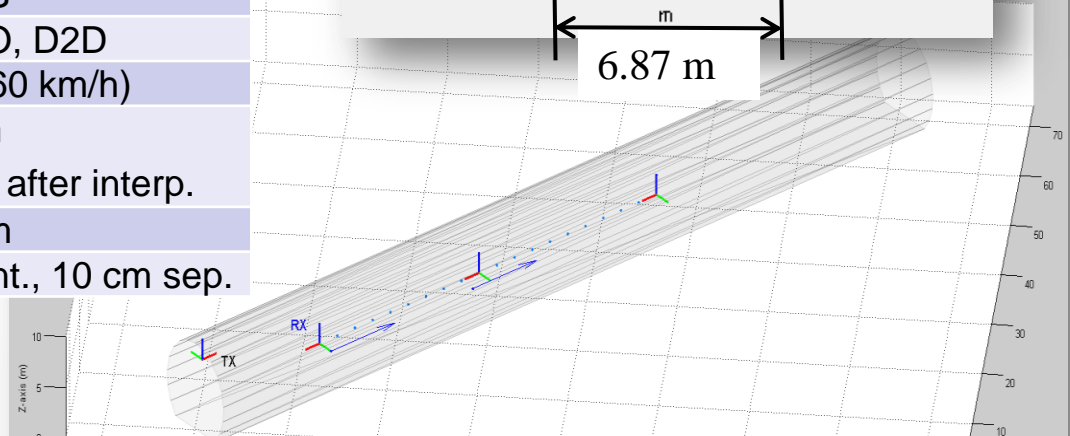 D, D2D
60 km/h)
after interp.
nt., 10 cm sep.
m
6.87 m
RX
TX
Z-axis (m)
10
5
70
60
50
40
30
20
10